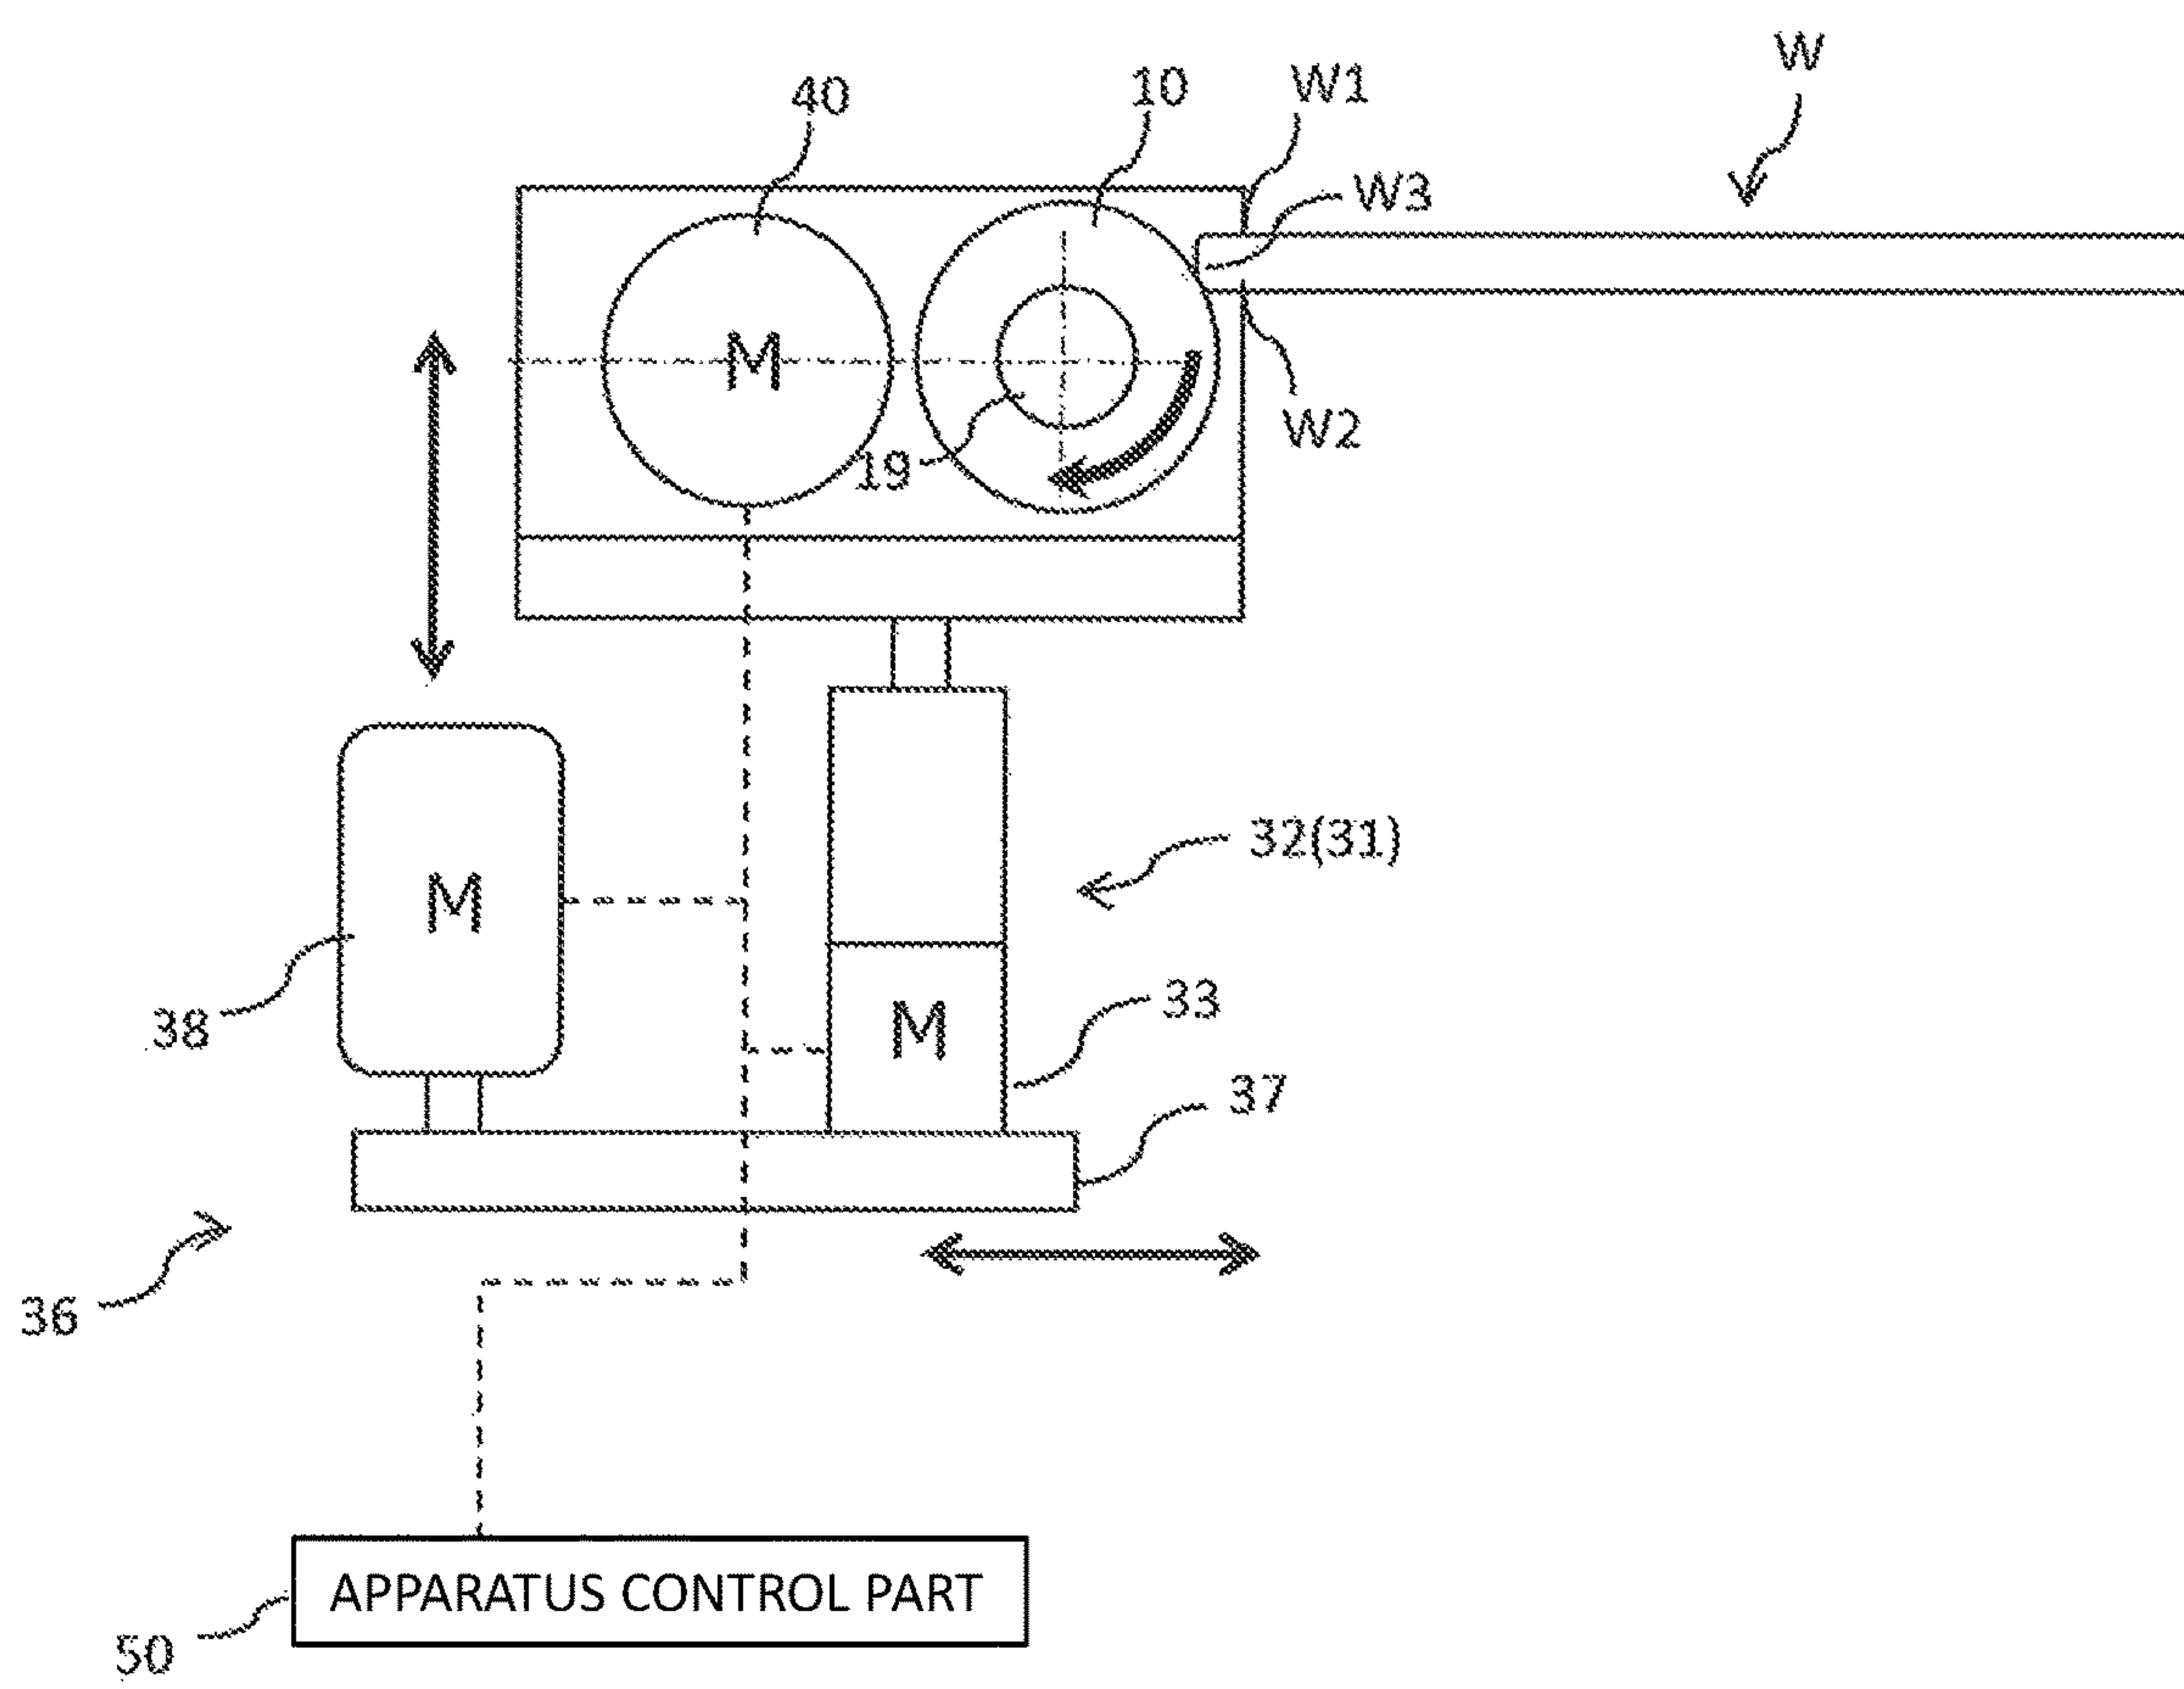 W
40
10
W1
W3
M
W2
19
32(31)
M
33
M
38
37
36
APPARATUS CONTROL PART
50